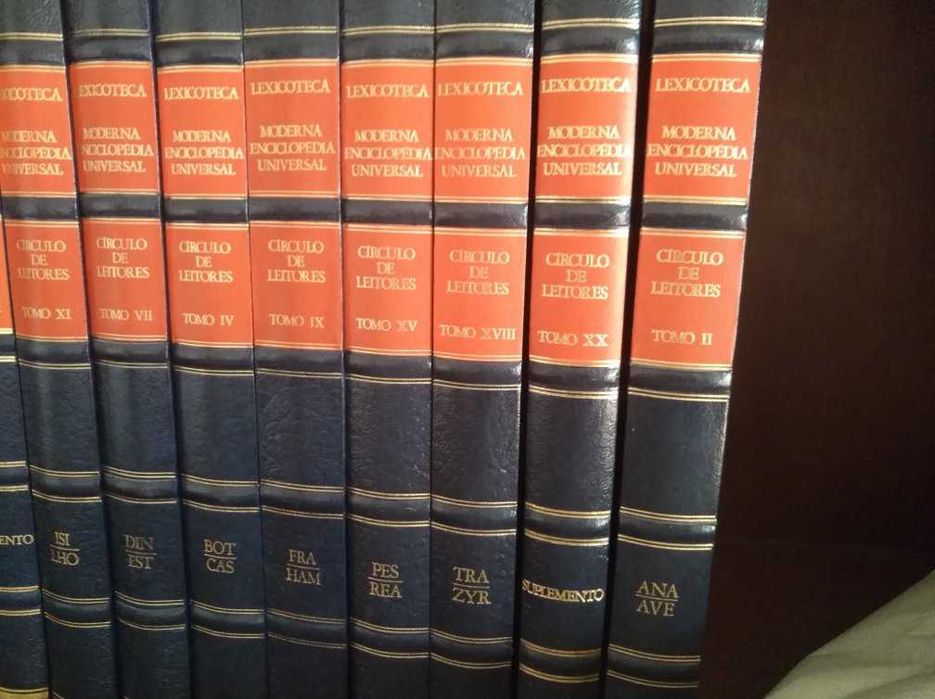 LEXICOTECA
MODERNA
ENCICLOPÉDIA
UNIVERSAL
CÍRCULO
DE
LEITORES
TOMO XI
ISI
LHO
LEXICOTECA
MODERNA
ENCICLOPÉDIA
UNIVERSAL
CÍRCULO
DE
LEITORES
TOMO VII
DIN
EST
LEXICOTECA
MODERNA
ENCICLOPÉDIA
UNIVERSAL
CÍRCULO
DE
LEITORES
TOMO IV
BOT
CAS
LEXICOTECA
MODERNA
ENCICLOPÉDIA
UNIVERSAL
CÍRCULO
DE
LEITORES
TOMO IX
FRA
HAM
LEXICOTECA
MODERNA
ENCICLOPÉDIA
UNIVERSAL
CÍRCULO
DE
LEITORES
TOMO XV
PES
REA
LEXICOTECA
MODERNA
ENCICLOPÉDIA
UNIVERSAL
CÍRCULO
DE
LEITORES
TOMO XVIII
TRA
ZYR
LEXICOTECA
MODERNA
ENCICLOPÉDIA
UNIVERSAL
CÍRCULO
DE
LEITORES
TOMO XX
SUPLEMENTO
LEXICOTECA
MODERNA
ENCICLOPÉDIA
UNIVERSAL
CÍRCULO
DE
LEITORES
TOMO II
ANA
AVE